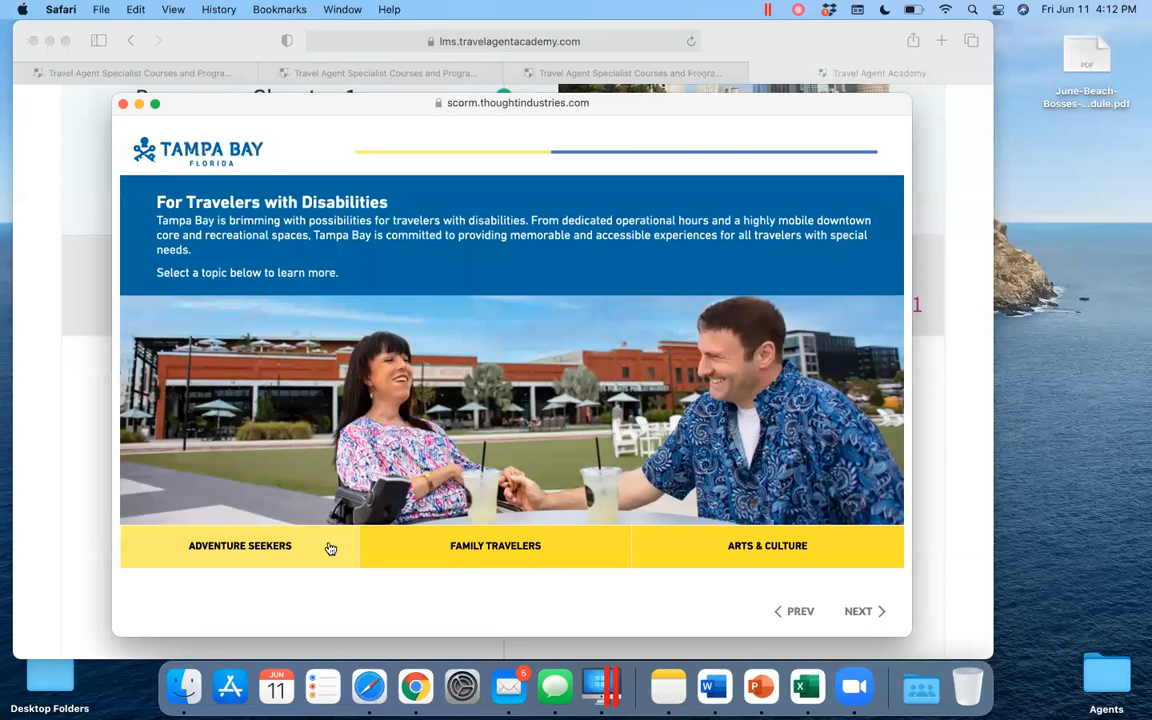 Safari File Edit View History Bookmarks Window Help Fri Jun 11 4:12 PM
lms.travelagentacademy.com
Travel Agent Specialist Courses and Progra... Travel Agent Specialist Courses and Progra... Travel Agent Specialist Courses and Progra... Travel Agent Academy
PDF
June-Beach-
Bosses-...dule.pdf
scorm.thoughtindustries.com
TAMPA BAY
FLORIDA
For Travelers with Disabilities
Tampa Bay is brimming with possibilities for travelers with disabilities. From dedicated operational hours and a highly mobile downtown
core and recreational spaces, Tampa Bay is committed to providing memorable and accessible experiences for all travelers with special
needs.
Select a topic below to learn more.
1
ADVENTURE SEEKERS FAMILY TRAVELERS ARTS & CULTURE
PREV NEXT
JUN
11
5
W
P
X
Desktop Folders
Agents